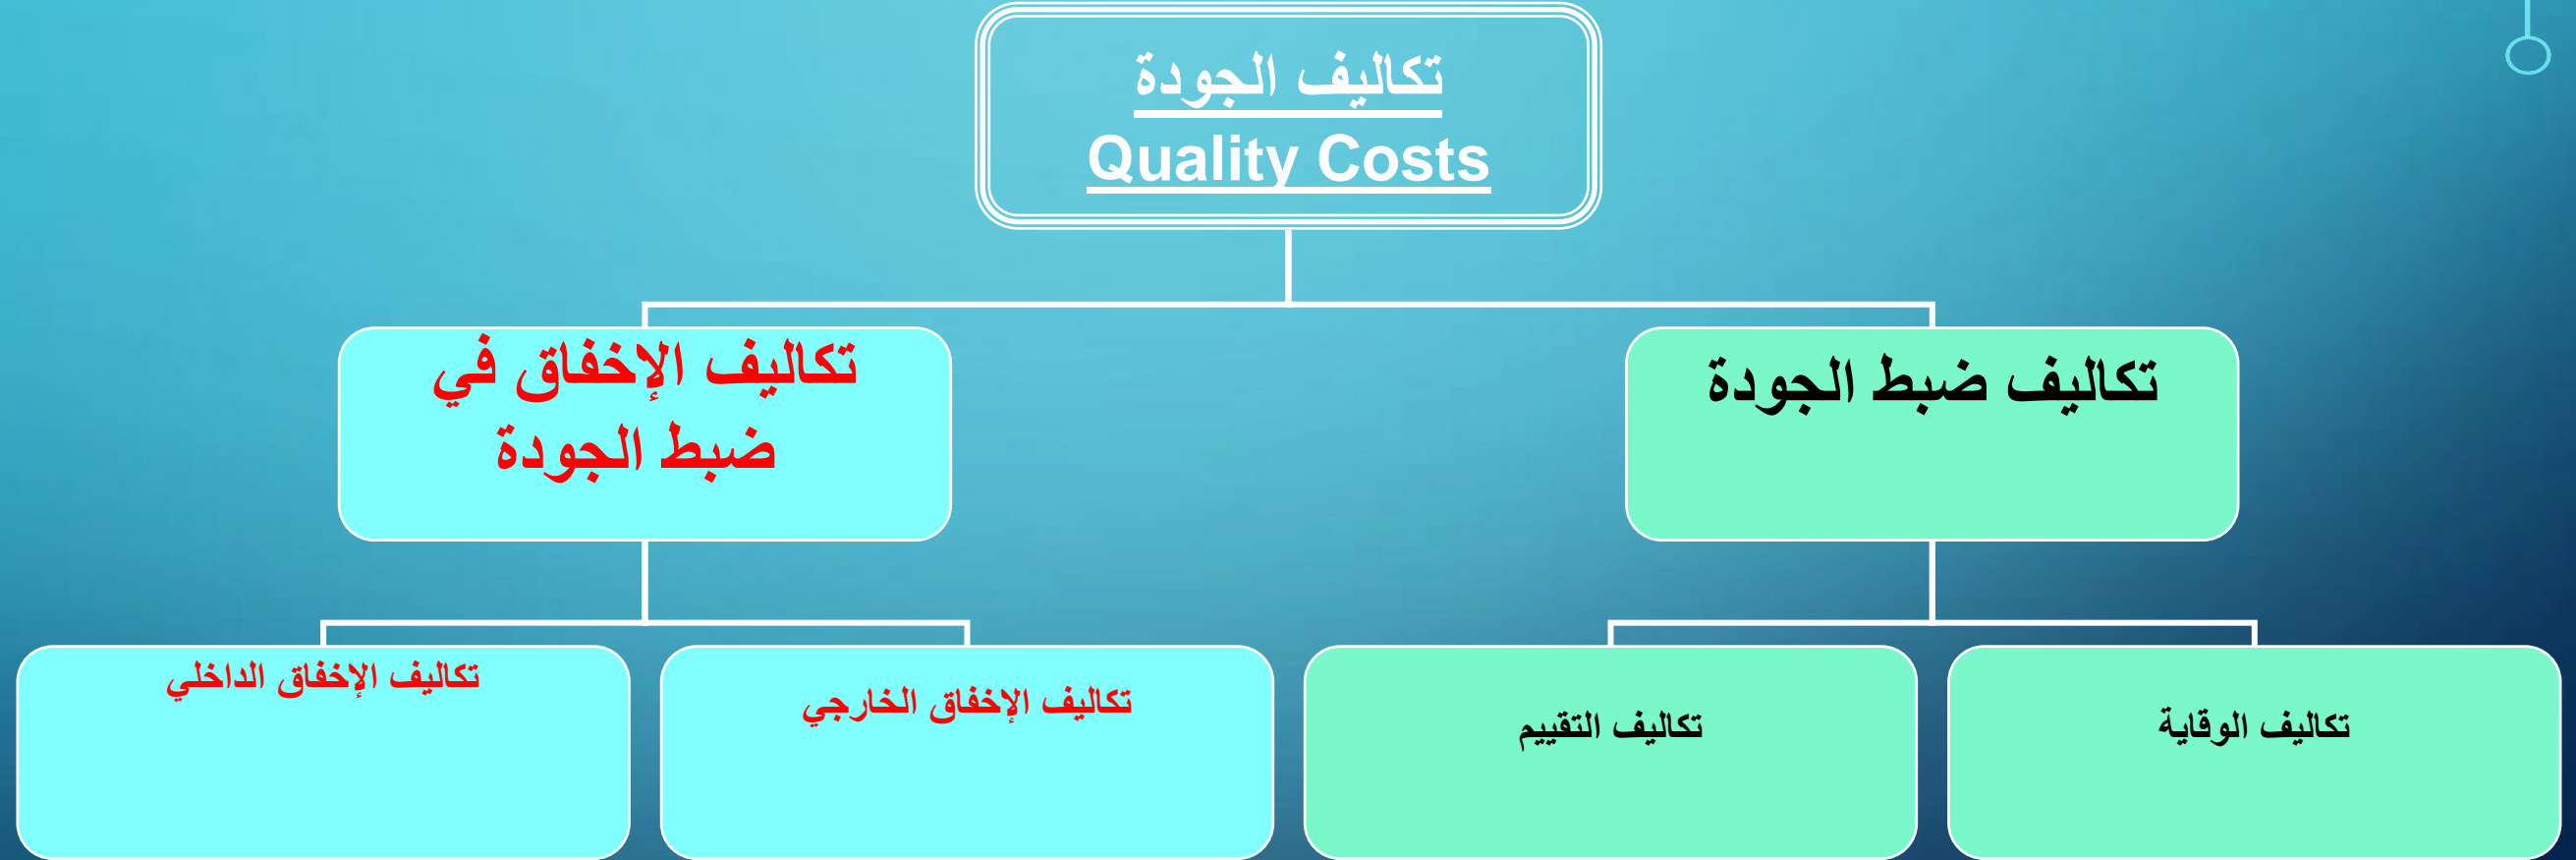 تكاليف الجودة
Quality Costs
تكاليف ضبط الجودة
تكاليف الإخفاق في
ضبط الجودة
تكاليف الوقاية
تكاليف التقييم
تكاليف الإخفاق الخارجي
تكاليف الإخفاق الداخلي